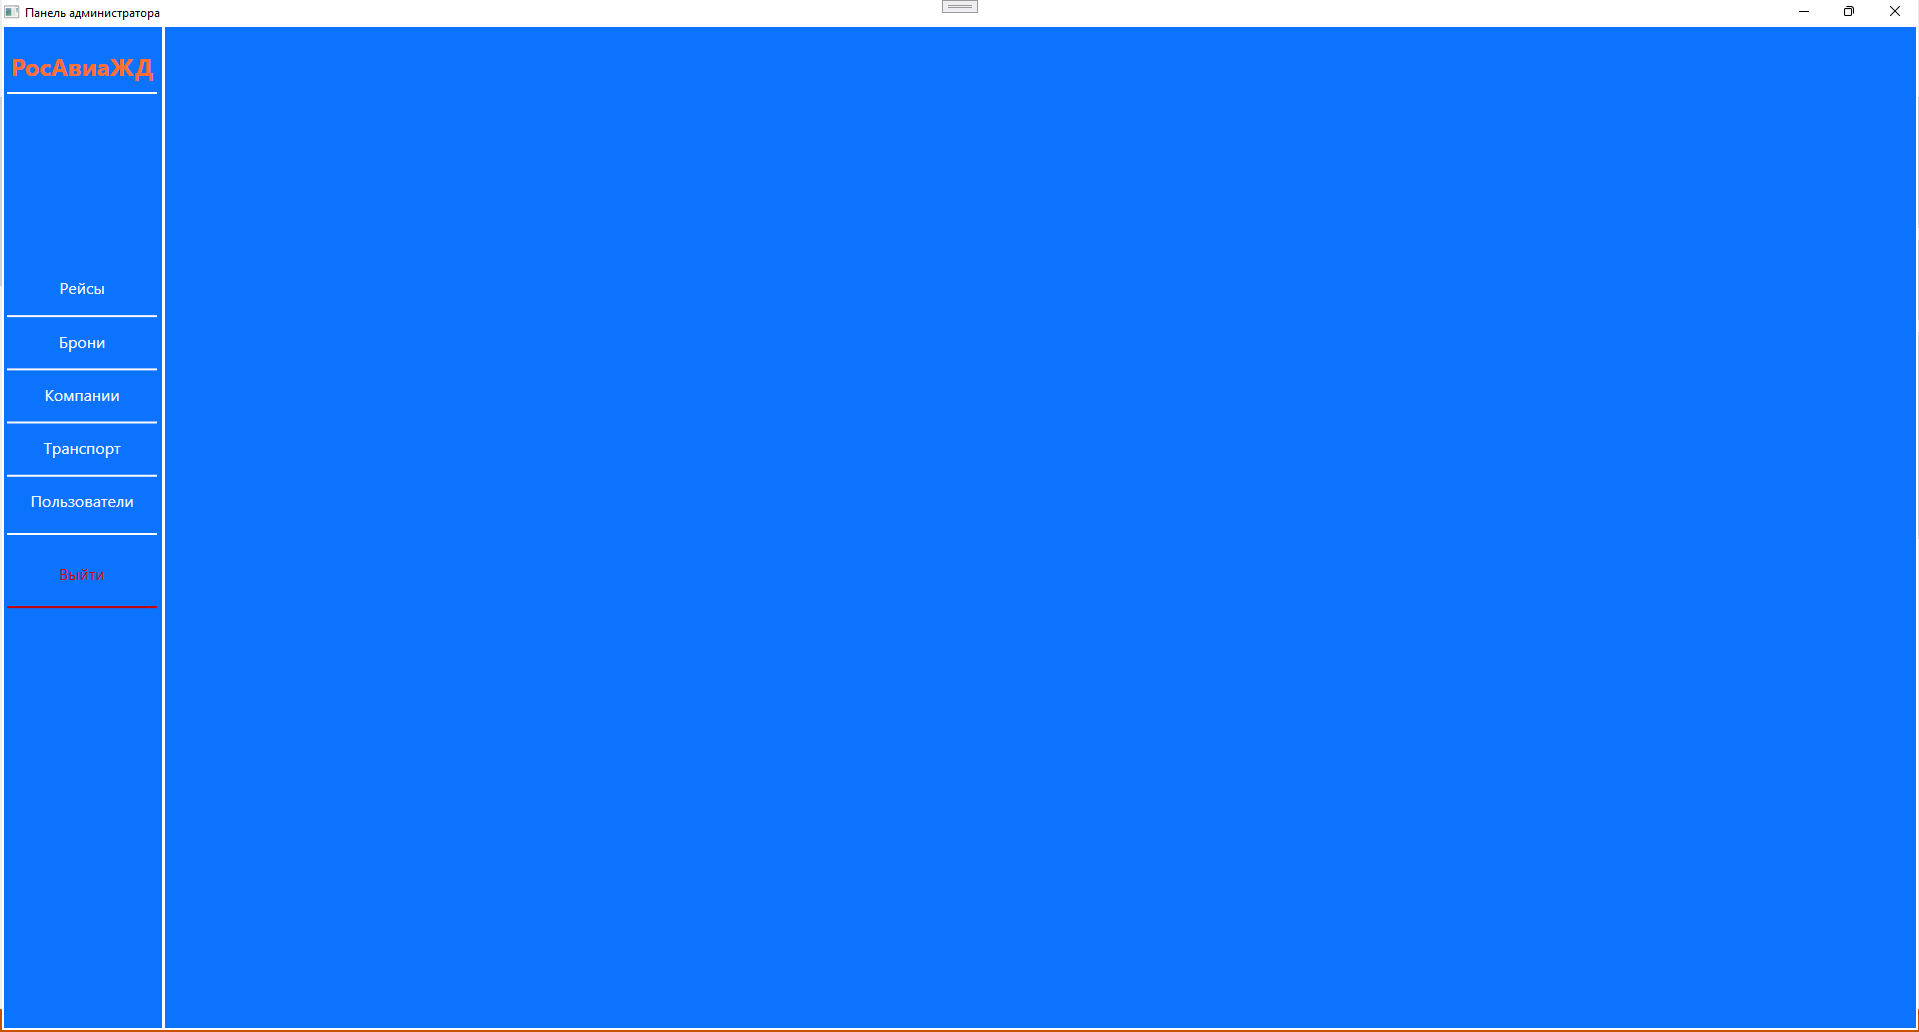 Панель администратора
РосАвиаЖД
Рейсы
Брони
Компании
Транспорт
Пользователи
Выйти